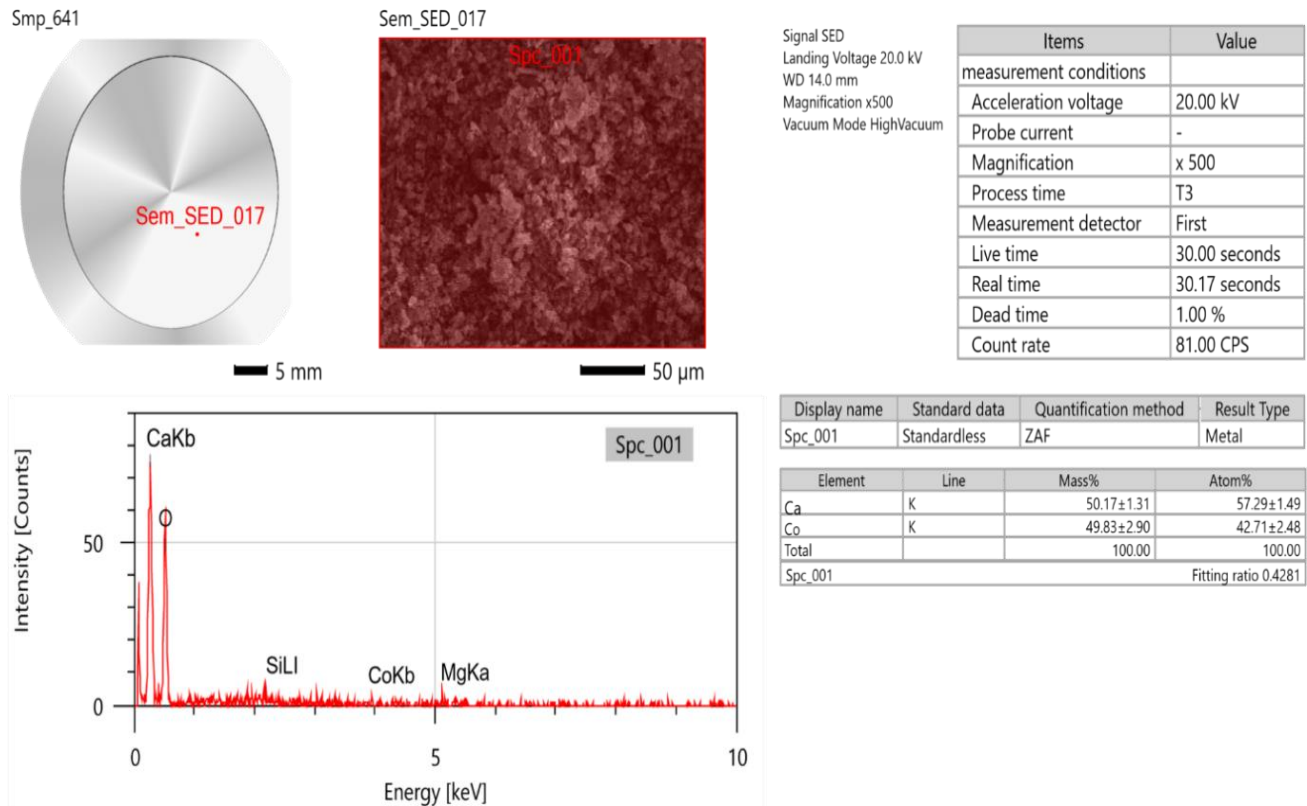 Smp_641
Sem_SED_017
Sem_SED_017
5 mm
Spc_001
50 µm
Signal SED
Landing Voltage 20.0 kV
WD 14.0 mm
Magnification x500
Vacuum Mode HighVacuum
Items Value
measurement conditions
Acceleration voltage 20.00 kV
Probe current -
Magnification x 500
Process time T3
Measurement detector First
Live time 30.00 seconds
Real time 30.17 seconds
Dead time 1.00 %
Count rate 81.00 CPS
Intensity [Counts]
50
0
CaKb
O
Spc_001
SiLl
CoKb
MgKa
0 5 10
Energy [keV]
Display name Standard data Quantification method Result Type
Spc_001 Standardless ZAF Metal
Element Line Mass% Atom%
Ca K 50.17±1.31 57.29±1.49
Co K 49.83±2.90 42.71±2.48
Total 100.00 100.00
Spc_001 Fitting ratio 0.4281